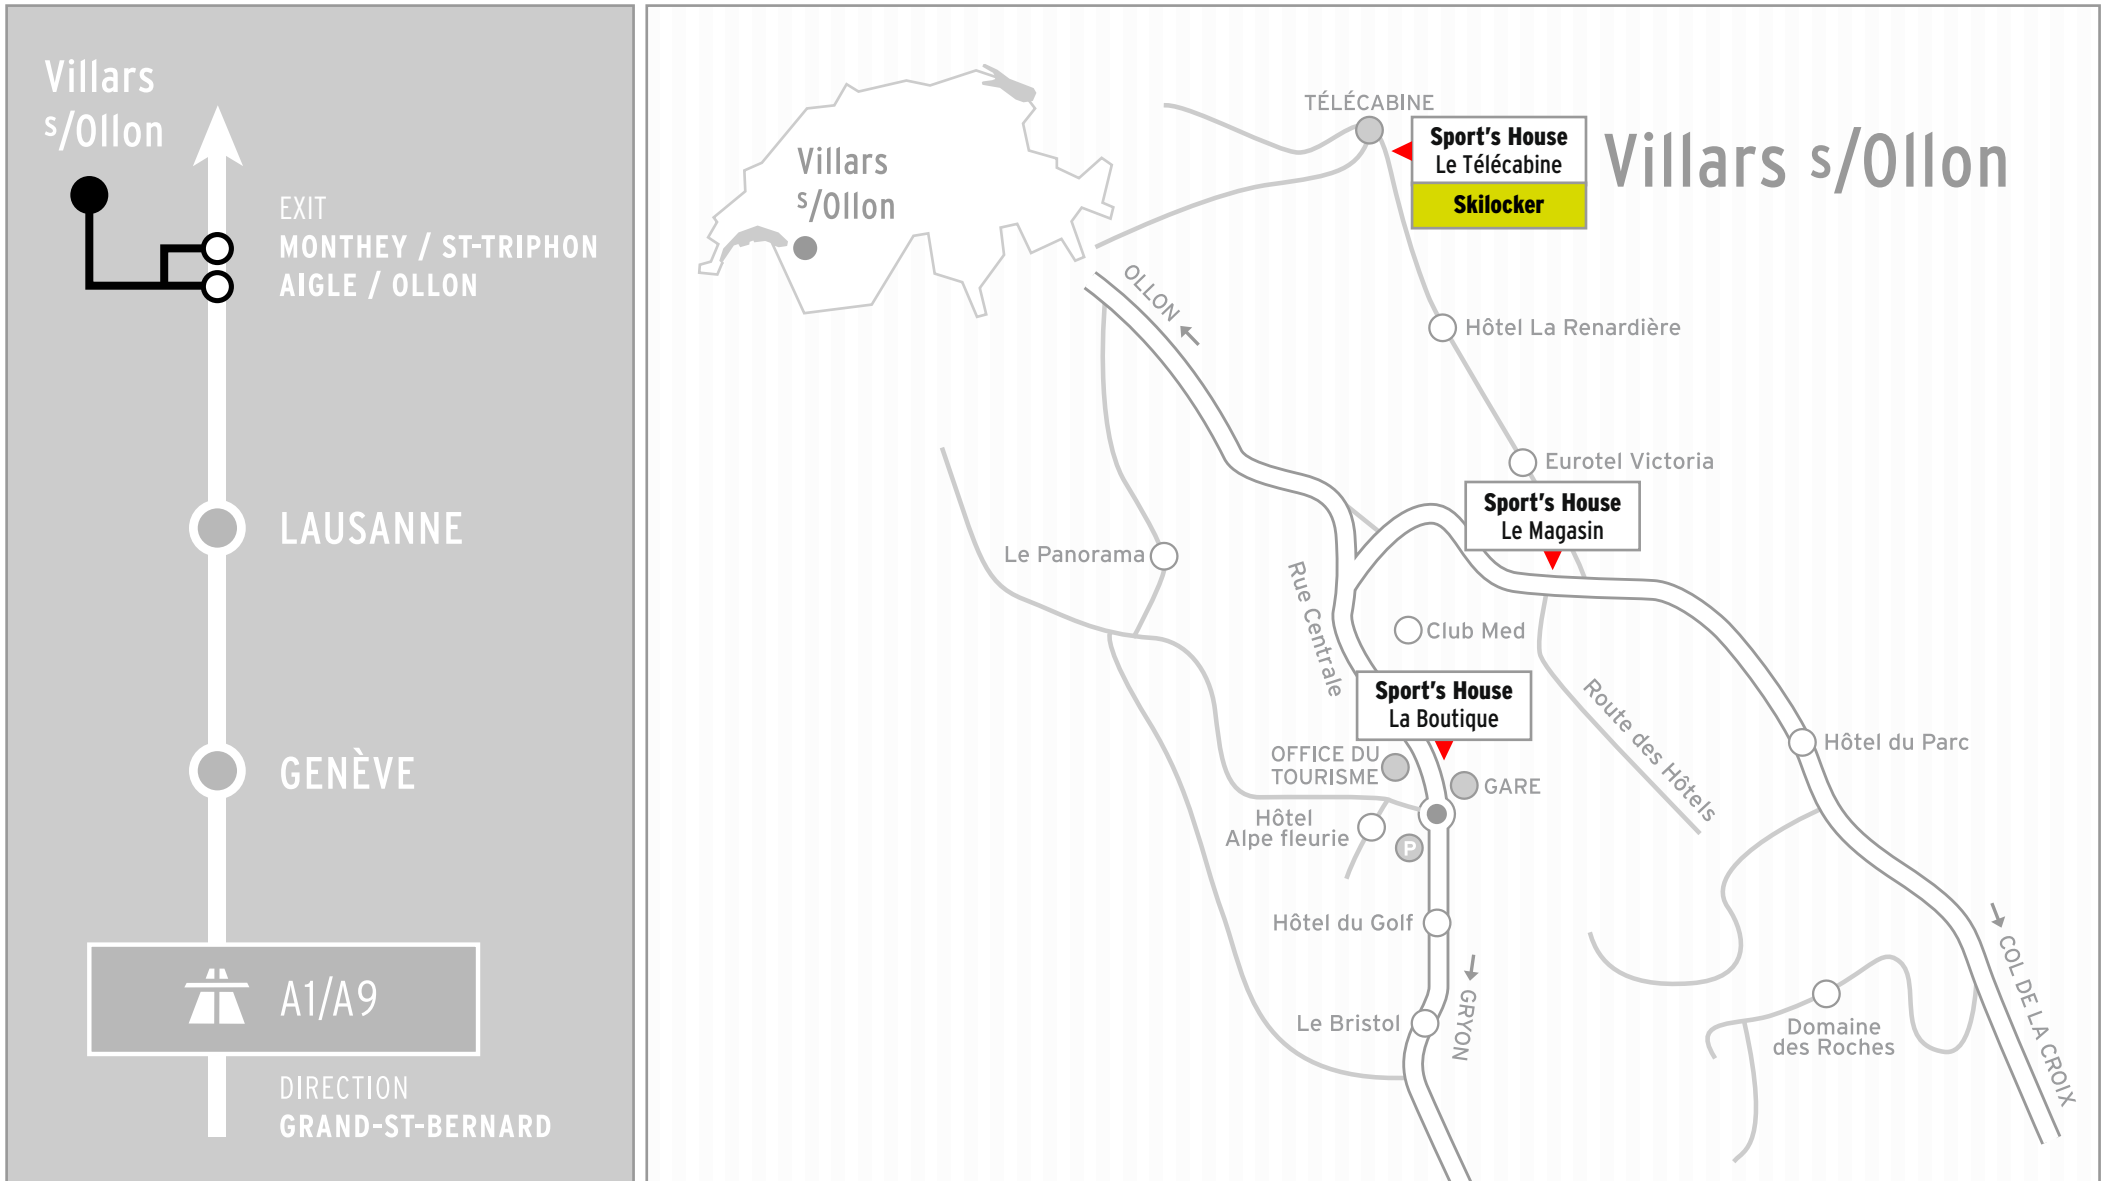 Villars
s/Ollon
EXIT
MONTHEY / ST-TRIPHON
AIGLE / OLLON
LAUSANNE
GENÈVE
A1/A9
DIRECTION
GRAND-ST-BERNARD
Villars
s/Ollon
TÉLÉCABINE
Sport's House
Le Télécabine
Skilocker
Villars s/Ollon
OLLON
Hôtel La Renardière
Eurotel Victoria
Sport's House
Le Magasin
Le Panorama
Rue Centrale
Club Med
Sport's House
La Boutique
Route des Hôtels
Hôtel du Parc
OFFICE DU
TOURISME
GARE
Hôtel
Alpe fleurie
P
Hôtel du Golf
GRYON
Le Bristol
COL DE LA CROIX
Domaine
des Roches